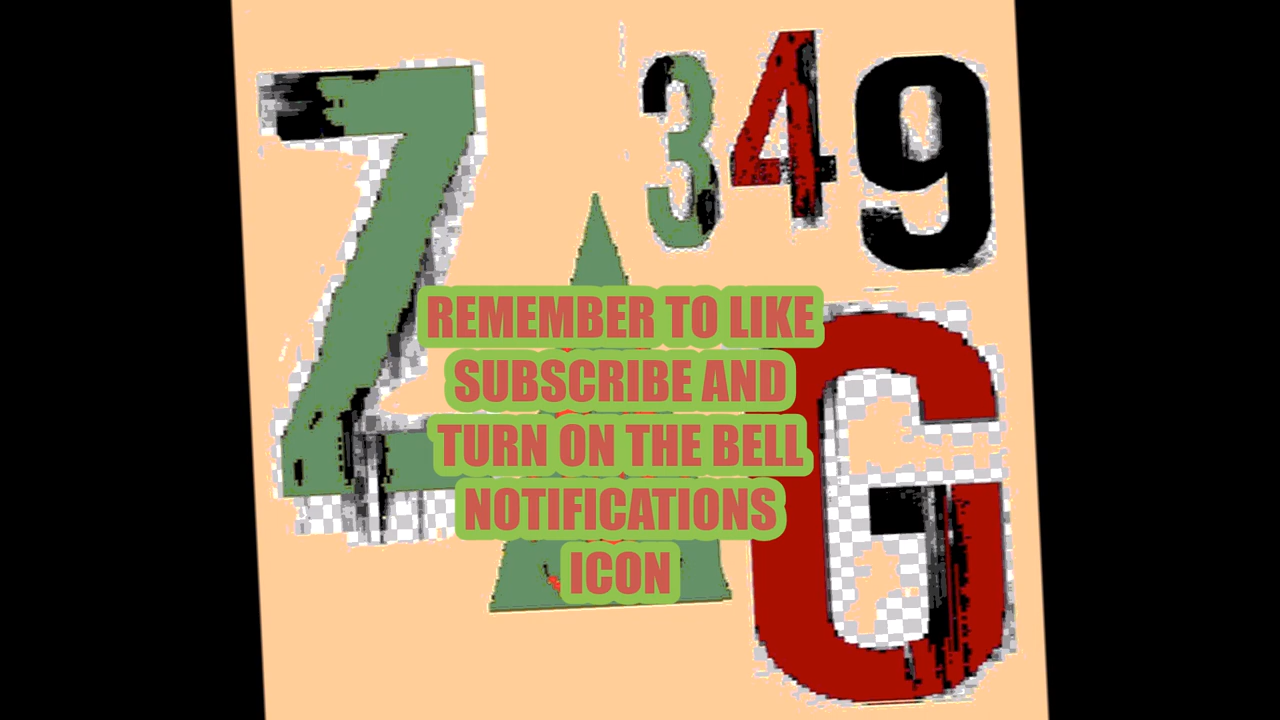 Z 349
G
REMEMBER TO LIKE
SUBSCRIBE AND
TURN ON THE BELL
NOTIFICATIONS
ICON